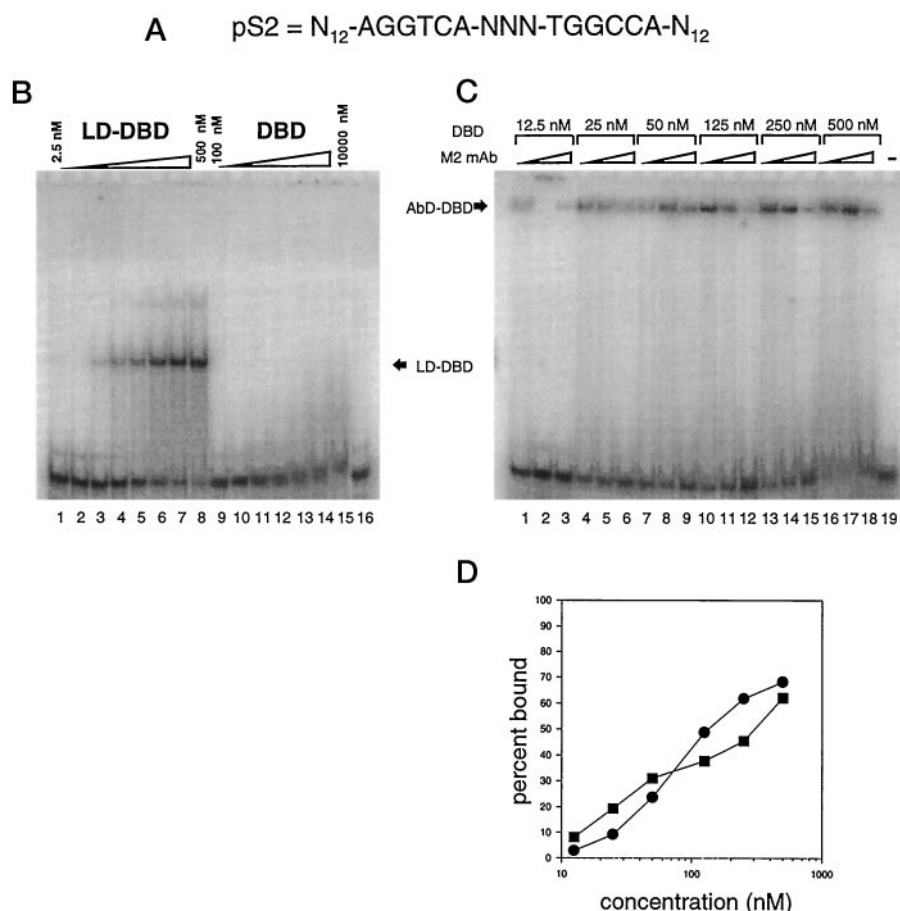 A pS2 = N12-AGGTCA-NNN-TGGCCA-N12
B
2.5 nM LD-DBD 500 nM 100 nM DBD 10000 nM
LD-DBD
1 2 3 4 5 6 7 8 9 10 11 12 13 14 15 16
C
DBD 12.5 nM 25 nM 50 nM 125 nM 250 nM 500 nM
M2 mAb –
AbD-DBD
1 2 3 4 5 6 7 8 9 10 11 12 13 14 15 16 17 18 19
D
percent bound
100
90
80
70
60
50
40
30
20
10
0
10 100 1000
concentration (nM)